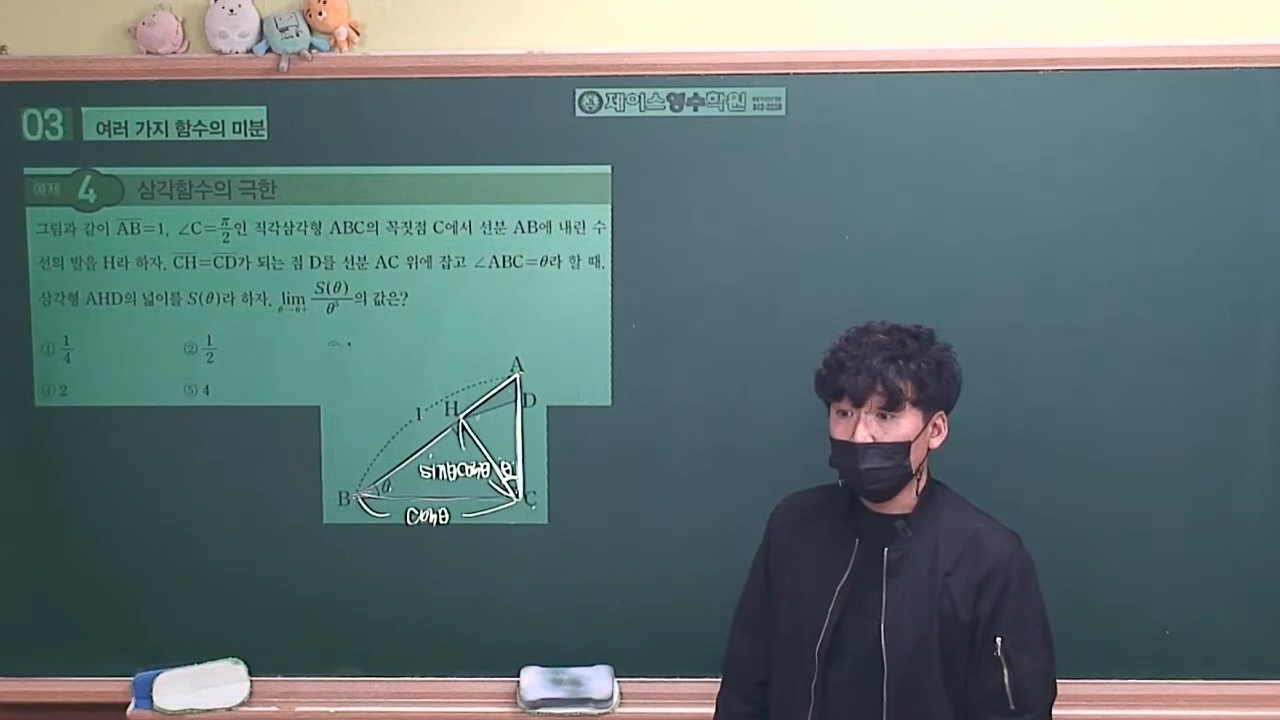 제이스영수학원
03 여러 가지 함수의 미분
예제 4 삼각함수의 극한
그림과 같이 AB=1, ∠C=π/2인 직각삼각형 ABC의 꼭짓점 C에서 선분 AB에 내린 수
선의 발을 H라 하자. CH=CD가 되는 점 D를 선분 AC 위에 잡고 ∠ABC=θ라 할 때,
삼각형 AHD의 넓이를 S(θ)라 하자. lim θ→0+ S(θ)/θ⁵의 값은?
① 1/4 ② 1/2
④ 2 ⑤ 4
A
1 H D
sinθcosθ θ
B θ C
cosθ